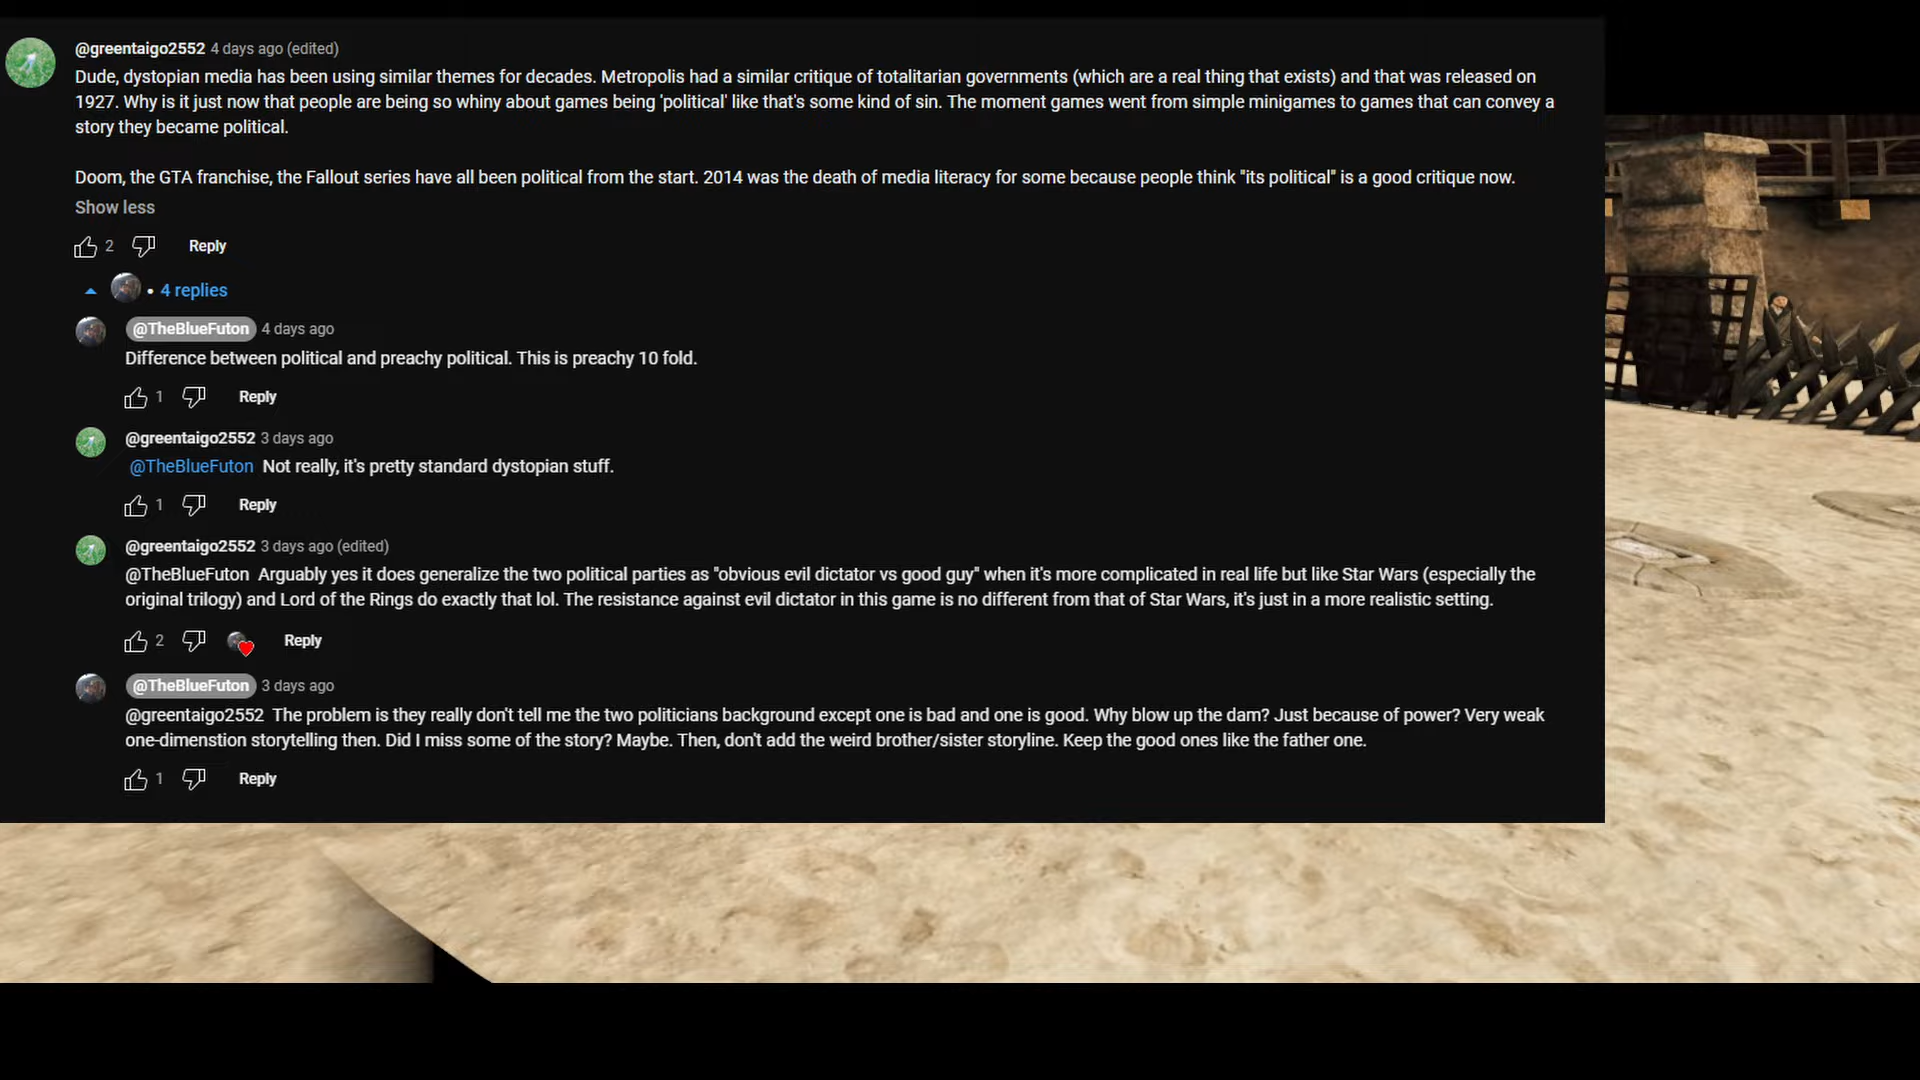 @greentaigo2552 4 days ago (edited)
Dude, dystopian media has been using similar themes for decades. Metropolis had a similar critique of totalitarian governments (which are a real thing that exists) and that was released on
1927. Why is it just now that people are being so whiny about games being 'political' like that's some kind of sin. The moment games went from simple minigames to games that can convey a
story they became political.
Doom, the GTA franchise, the Fallout series have all been political from the start. 2014 was the death of media literacy for some because people think "its political" is a good critique now.
Show less
2 Reply
• 4 replies
@TheBlueFuton 4 days ago
Difference between political and preachy political. This is preachy 10 fold.
1 Reply
@greentaigo2552 3 days ago
@TheBlueFuton Not really, it's pretty standard dystopian stuff.
1 Reply
@greentaigo2552 3 days ago (edited)
@TheBlueFuton Arguably yes it does generalize the two political parties as "obvious evil dictator vs good guy" when it's more complicated in real life but like Star Wars (especially the
original trilogy) and Lord of the Rings do exactly that lol. The resistance against evil dictator in this game is no different from that of Star Wars, it's just in a more realistic setting.
2 Reply
@TheBlueFuton 3 days ago
@greentaigo2552 The problem is they really don't tell me the two politicians background except one is bad and one is good. Why blow up the dam? Just because of power? Very weak
one-dimenstion storytelling then. Did I miss some of the story? Maybe. Then, don't add the weird brother/sister storyline. Keep the good ones like the father one.
1 Reply